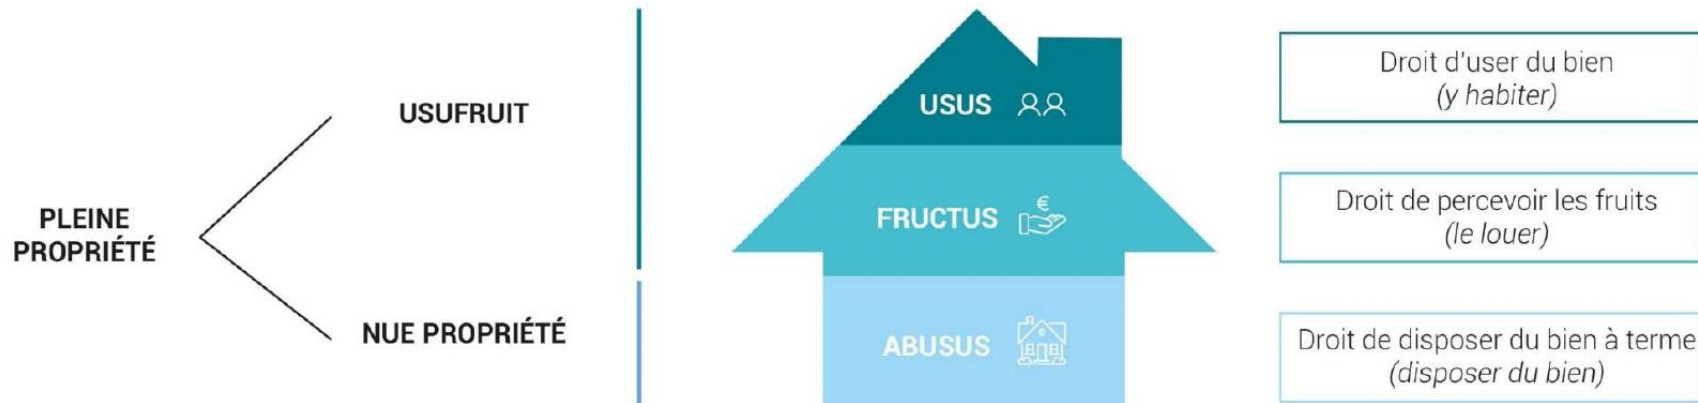 PLEINE
PROPRIÉTÉ
USUFRUIT
NUE PROPRIÉTÉ
USUS
FRUCTUS
€
ABUSUS
Droit d'user du bien
(y habiter)
Droit de percevoir les fruits
(le louer)
Droit de disposer du bien à terme
(disposer du bien)